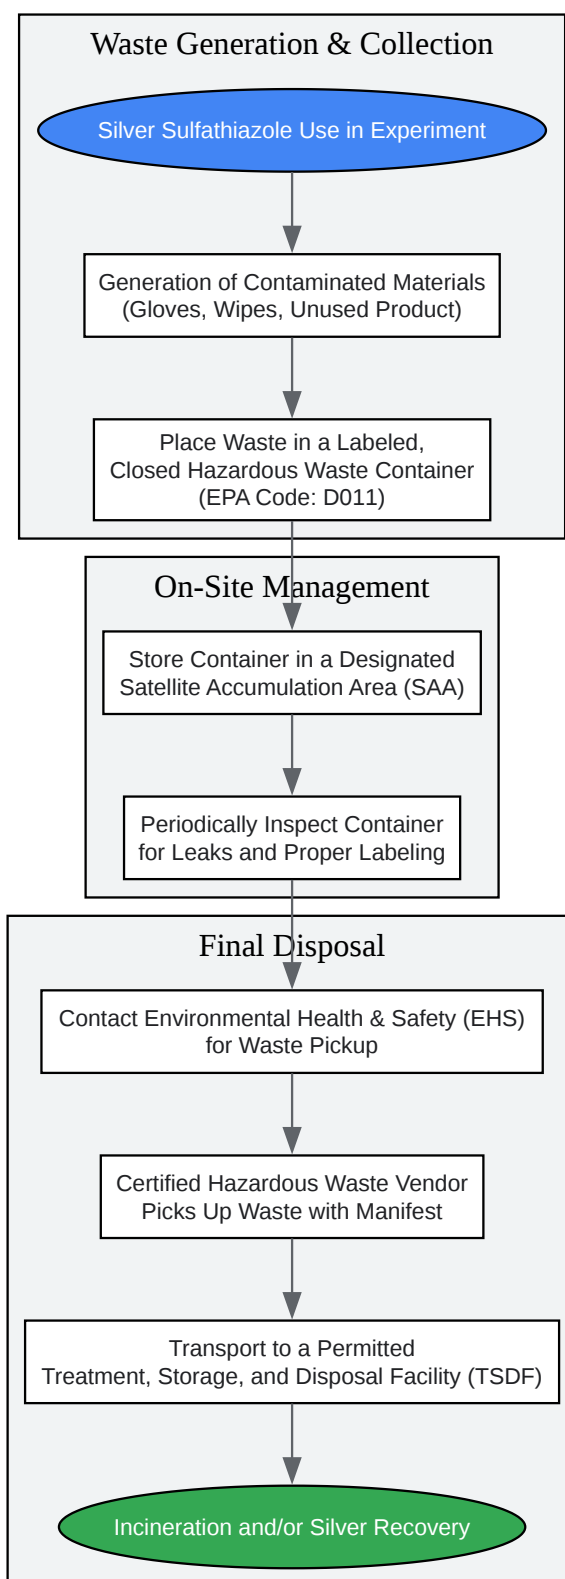 Waste Generation & Collection
Silver Sulfathiazole Use in Experiment
Generation of Contaminated Materials
(Gloves, Wipes, Unused Product)
Place Waste in a Labeled,
Closed Hazardous Waste Container
(EPA Code: D011)
On-Site Management
Store Container in a Designated
Satellite Accumulation Area (SAA)
Periodically Inspect Container
for Leaks and Proper Labeling
Final Disposal
Contact Environmental Health & Safety (EHS)
for Waste Pickup
Certified Hazardous Waste Vendor
Picks Up Waste with Manifest
Transport to a Permitted
Treatment, Storage, and Disposal Facility (TSDF)
Incineration and/or Silver Recovery